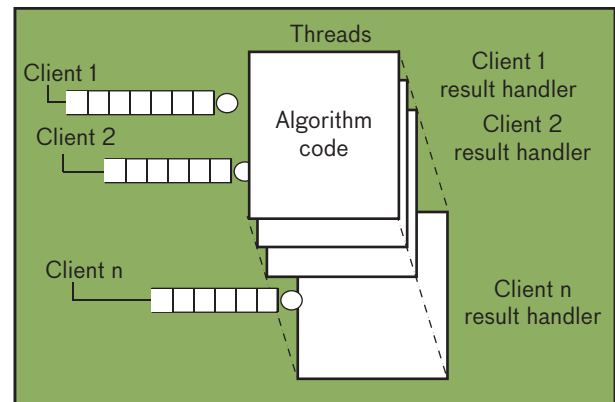 Threads
Client 1
Client 1
result handler
Client 2
Client 2
result handler
Algorithm
code
Client n
Client n
result handler